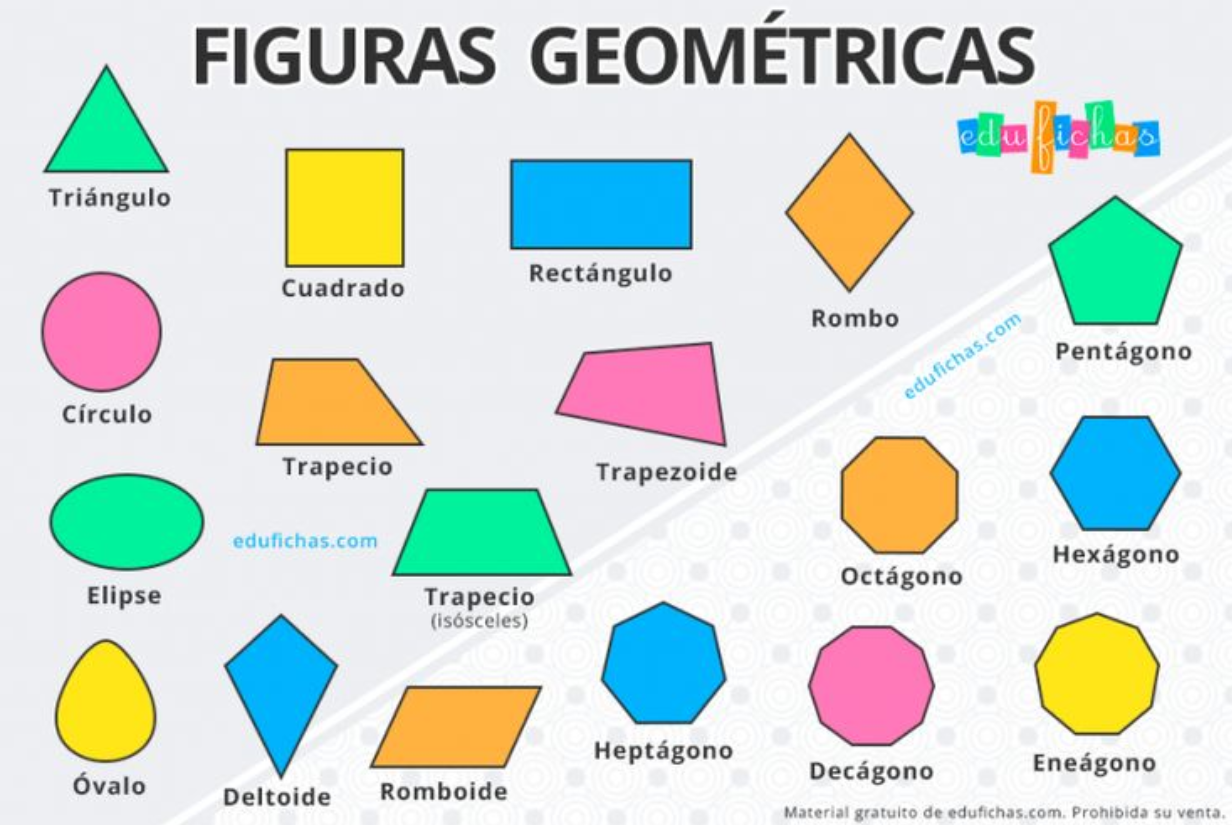 FIGURAS GEOMÉTRICAS
edufichas
Triángulo
Cuadrado
Rectángulo
Rombo
Pentágono
edufichas.com
Círculo
Trapecio
Trapezoide
Octágono
Hexágono
Elipse
edufichas.com
Trapecio
(isósceles)
Óvalo
Deltoide
Romboide
Heptágono
Decágono
Eneágono
Material gratuito de edufichas.com. Prohibida su venta.